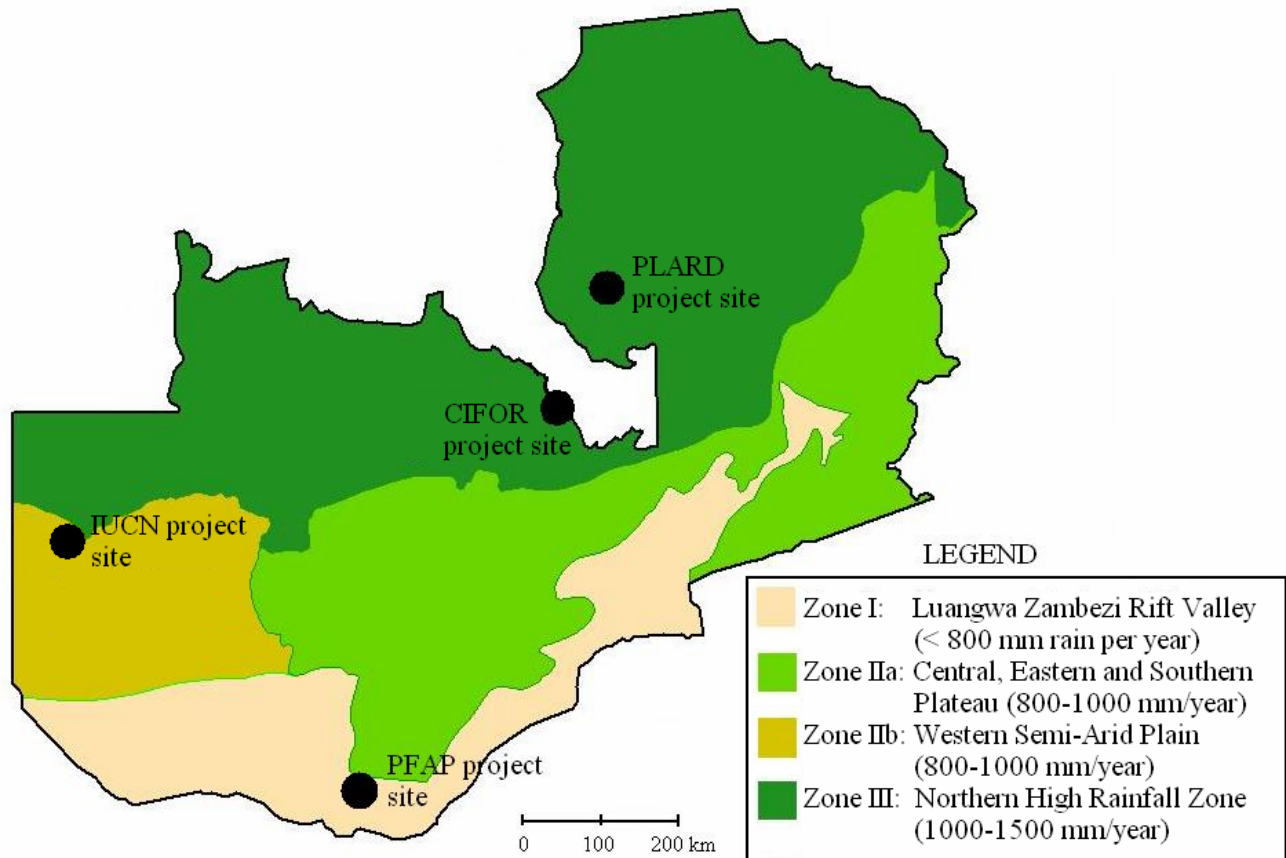 PLARD
project site
CIFOR
project site
IUCN project
site
PFAP project
site
0 100 200 km
LEGEND
Zone I: Luangwa Zambezi Rift Valley
(< 800 mm rain per year)
Zone IIa: Central, Eastern and Southern
Plateau (800-1000 mm/year)
Zone IIb: Western Semi-Arid Plain
(800-1000 mm/year)
Zone III: Northern High Rainfall Zone
(1000-1500 mm/year)